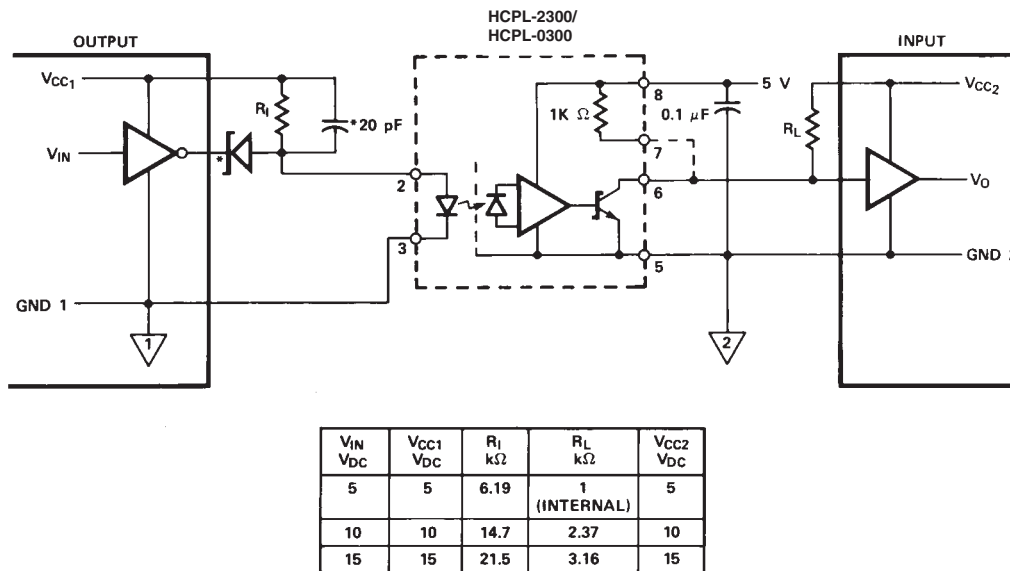 HCPL-2300/
HCPL-0300
OUTPUT
INPUT
VCC1
RI
*20 pF
VIN
*
2
3
8
1K Ω
7
6
5
5 V
0.1 μF
RL
VCC2
VO
GND 1
GND
1
2
VIN VDC | VCC1 VDC | RI kΩ | RL kΩ | VCC2 VDC
5 | 5 | 6.19 | 1 (INTERNAL) | 5
10 | 10 | 14.7 | 2.37 | 10
15 | 15 | 21.5 | 3.16 | 15